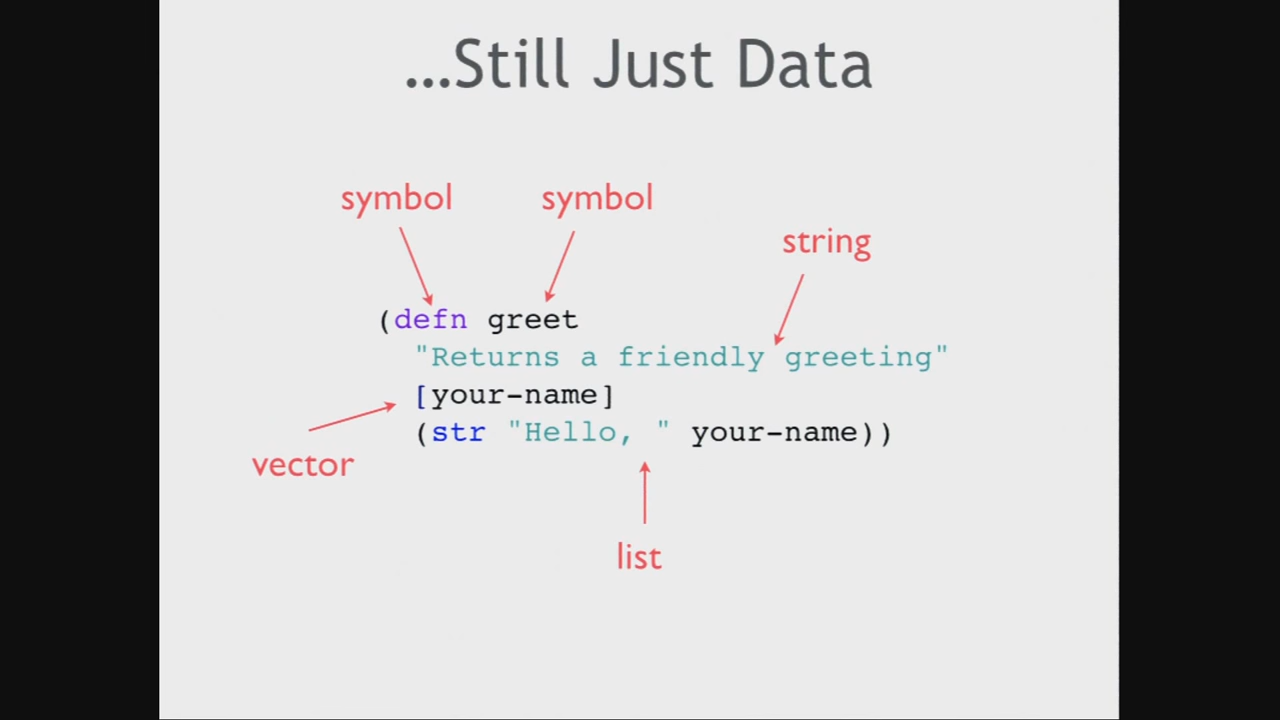 ...Still Just Data
symbol symbol
string
(defn greet
"Returns a friendly greeting"
[your-name]
(str "Hello, " your-name))
vector
list